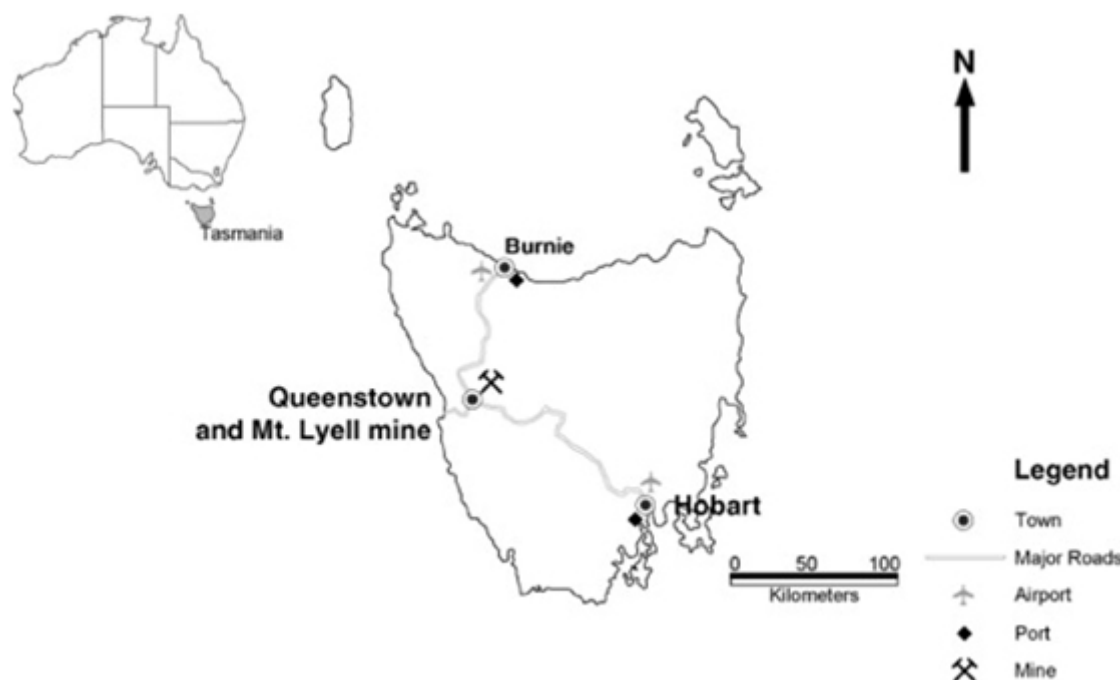 N
Tasmania
Burnie
Queenstown
and Mt. Lyell mine
Hobart
0 50 100
Kilometers
Legend
Town
Major Roads
Airport
Port
Mine